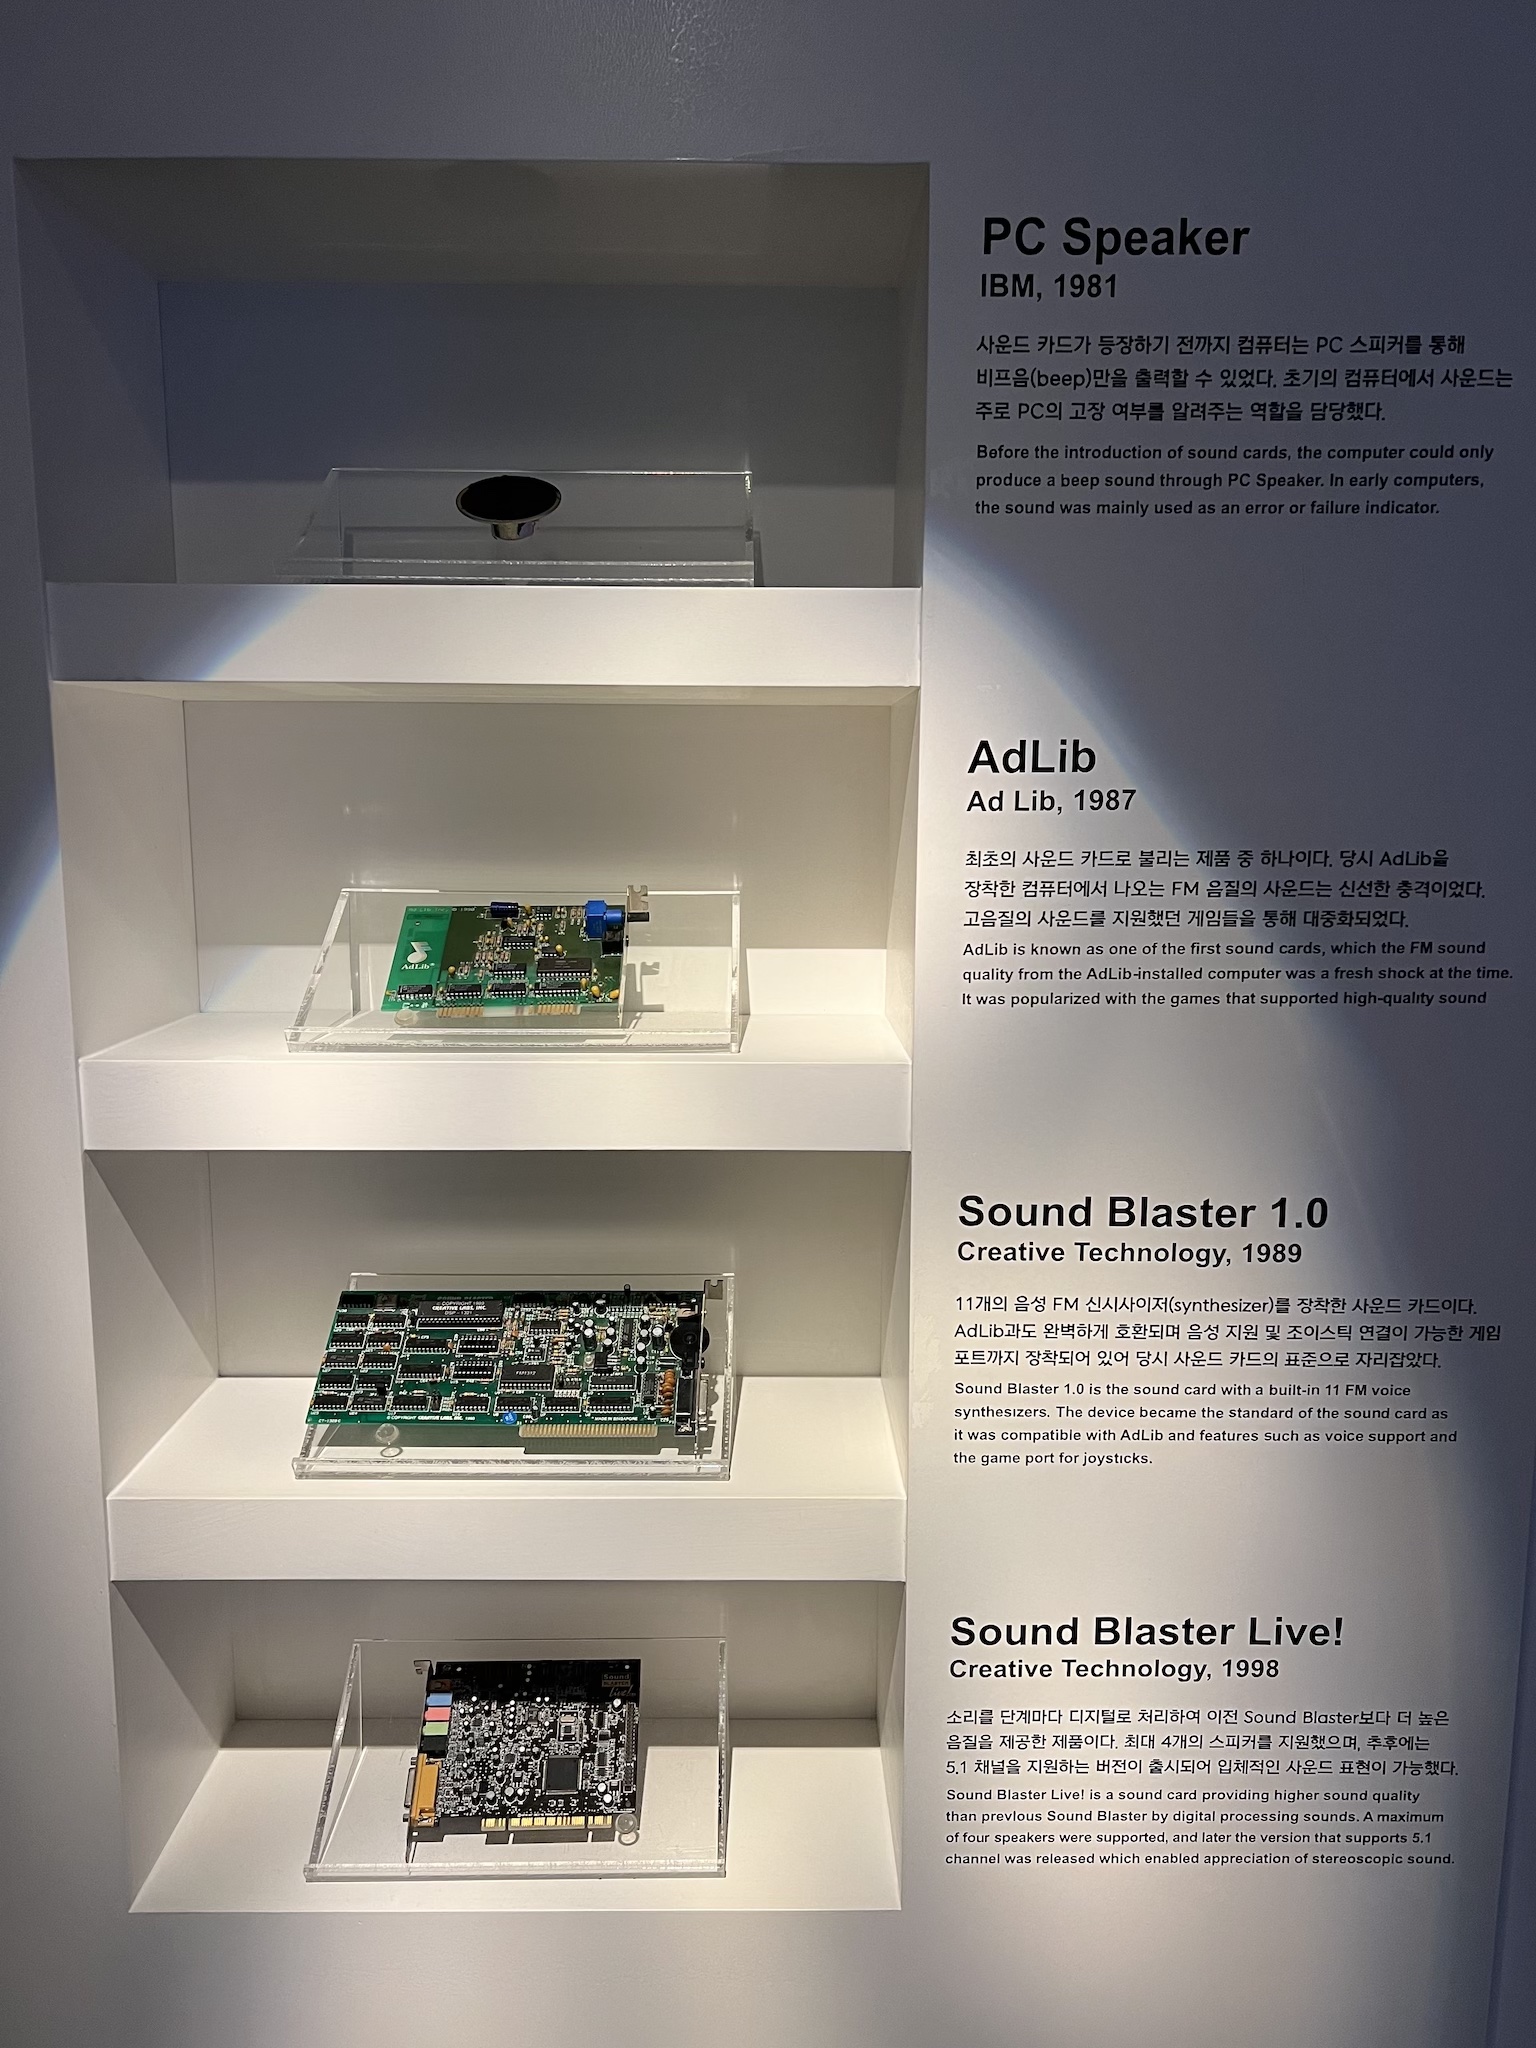 PC Speaker
IBM, 1981
사운드 카드가 등장하기 전까지 컴퓨터는 PC 스피커를 통해
비프음(beep)만을 출력할 수 있었다. 초기의 컴퓨터에서 사운드는
주로 PC의 고장 여부를 알려주는 역할을 담당했다.
Before the introduction of sound cards, the computer could only
produce a beep sound through PC Speaker. In early computers,
the sound was mainly used as an error or failure indicator.
AdLib
Ad Lib, 1987
최초의 사운드 카드로 불리는 제품 중 하나이다. 당시 AdLib을
장착한 컴퓨터에서 나오는 FM 음질의 사운드는 신선한 충격이었다.
고음질의 사운드를 지원했던 게임들을 통해 대중화되었다.
AdLib is known as one of the first sound cards, which the FM sound
quality from the AdLib-installed computer was a fresh shock at the time.
It was popularized with the games that supported high-quality sound
AdLib
Sound Blaster 1.0
Creative Technology, 1989
11개의 음성 FM 신시사이저(synthesizer)를 장착한 사운드 카드이다.
AdLib과도 완벽하게 호환되며 음성 지원 및 조이스틱 연결이 가능한 게임
포트까지 장착되어 있어 당시 사운드 카드의 표준으로 자리잡았다.
Sound Blaster 1.0 is the sound card with a built-in 11 FM voice
synthesizers. The device became the standard of the sound card as
it was compatible with AdLib and features such as voice support and
the game port for joysticks.
© COPYRIGHT 1989
CREATIVE LABS, INC.
DSP-1321
FM1312
© COPYRIGHT CREATIVE LABS, INC. 1989
MADE IN SINGAPORE
Sound Blaster Live!
Creative Technology, 1998
소리를 단계마다 디지털로 처리하여 이전 Sound Blaster보다 더 높은
음질을 제공한 제품이다. 최대 4개의 스피커를 지원했으며, 추후에는
5.1 채널을 지원하는 버전이 출시되어 입체적인 사운드 표현이 가능했다.
Sound Blaster Live! is a sound card providing higher sound quality
than previous Sound Blaster by digital processing sounds. A maximum
of four speakers were supported, and later the version that supports 5.1
channel was released which enabled appreciation of stereoscopic sound.
Sound
BLASTER
Live!